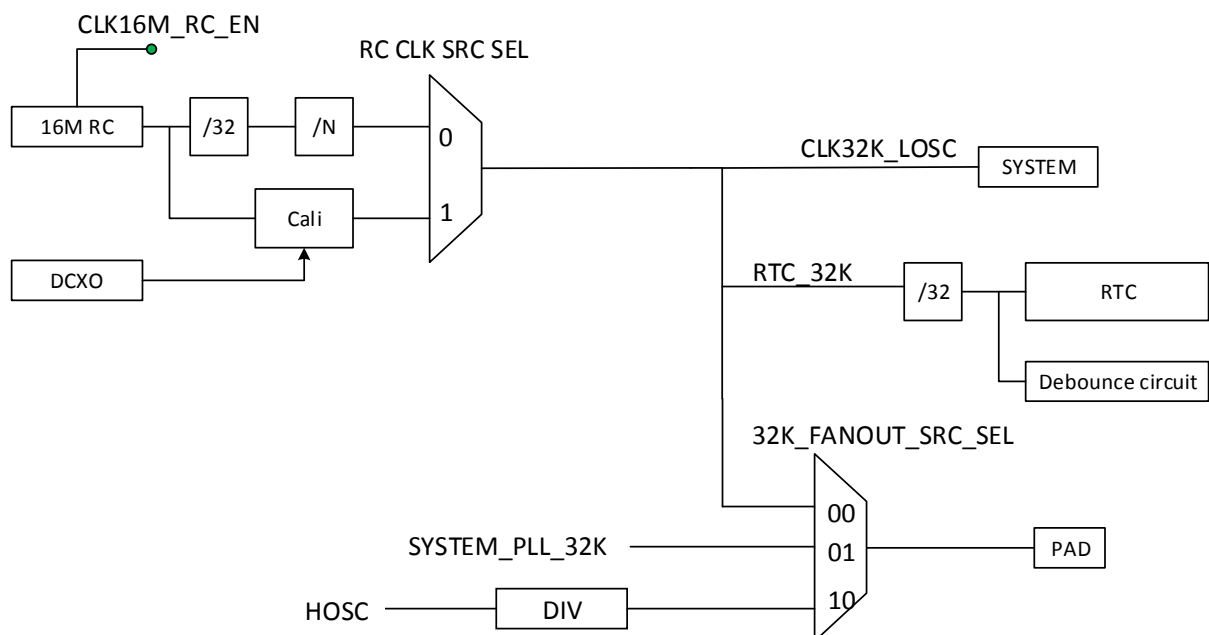 CLK16M_RC_EN
RC CLK SRC SEL
16M RC
/32
/N
0
CLK32K_LOSC
SYSTEM
Cali
1
DCXO
RTC_32K
/32
RTC
Debounce circuit
32K_FANOUT_SRC_SEL
00
SYSTEM_PLL_32K
01
PAD
HOSC
DIV
10